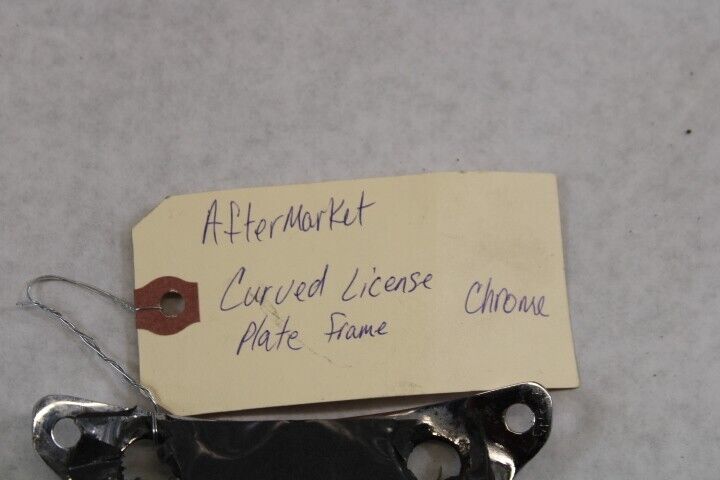 AfterMarket
Curved License
Plate Frame
Chrome